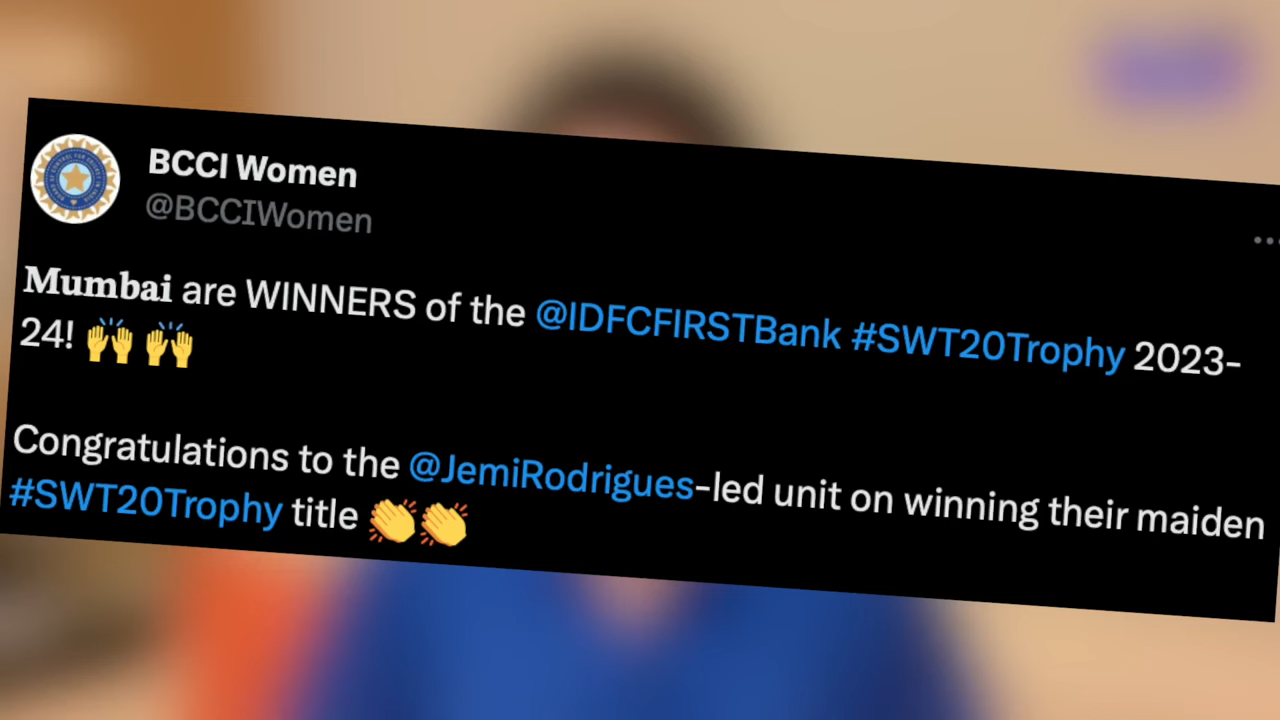 BCCI Women
@BCCIWomen
Mumbai are WINNERS of the @IDFCFIRSTBank #SWT20Trophy 2023-
24! 🙌 🙌
Congratulations to the @JemiRodrigues-led unit on winning their maiden
#SWT20Trophy title 👏👏